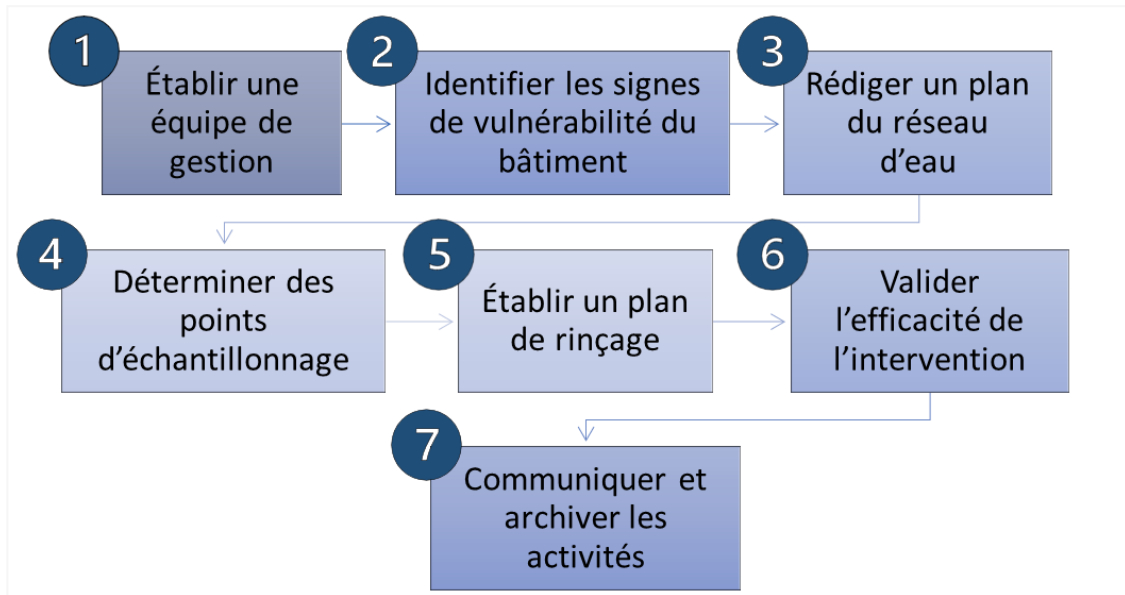 1
Établir une
équipe de
gestion
2
Identifier les signes
de vulnérabilité du
bâtiment
3
Rédiger un plan
du réseau
d’eau
4
Déterminer des
points
d’échantillonnage
5
Établir un plan
de rinçage
6
Valider
l’efficacité de
l’intervention
7
Communiquer et
archiver les
activités